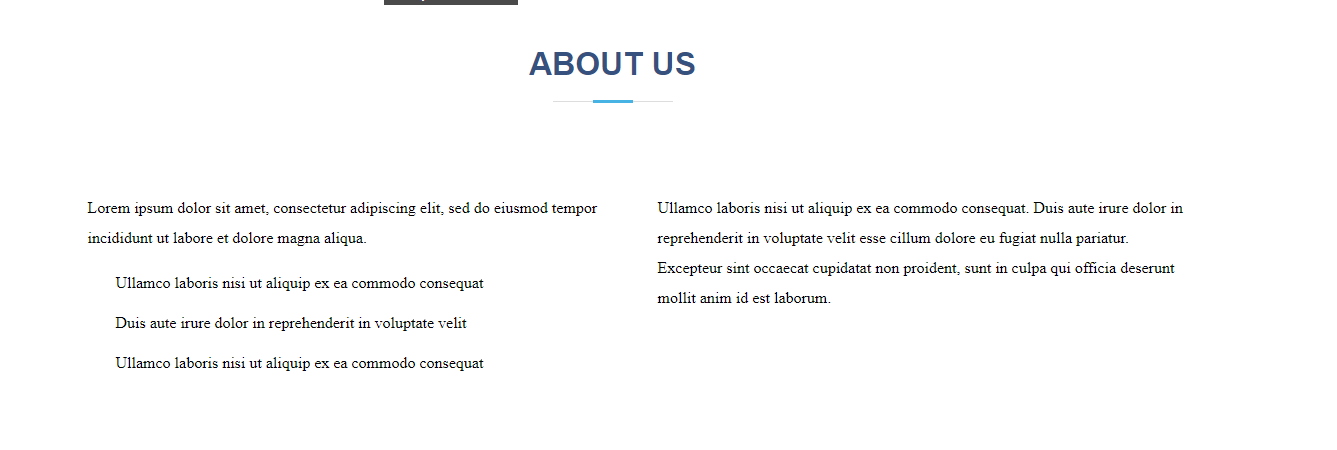 ABOUT US
Lorem ipsum dolor sit amet, consectetur adipiscing elit, sed do eiusmod tempor
incididunt ut labore et dolore magna aliqua.
Ullamco laboris nisi ut aliquip ex ea commodo consequat
Duis aute irure dolor in reprehenderit in voluptate velit
Ullamco laboris nisi ut aliquip ex ea commodo consequat
Ullamco laboris nisi ut aliquip ex ea commodo consequat. Duis aute irure dolor in
reprehenderit in voluptate velit esse cillum dolore eu fugiat nulla pariatur.
Excepteur sint occaecat cupidatat non proident, sunt in culpa qui officia deserunt
mollit anim id est laborum.